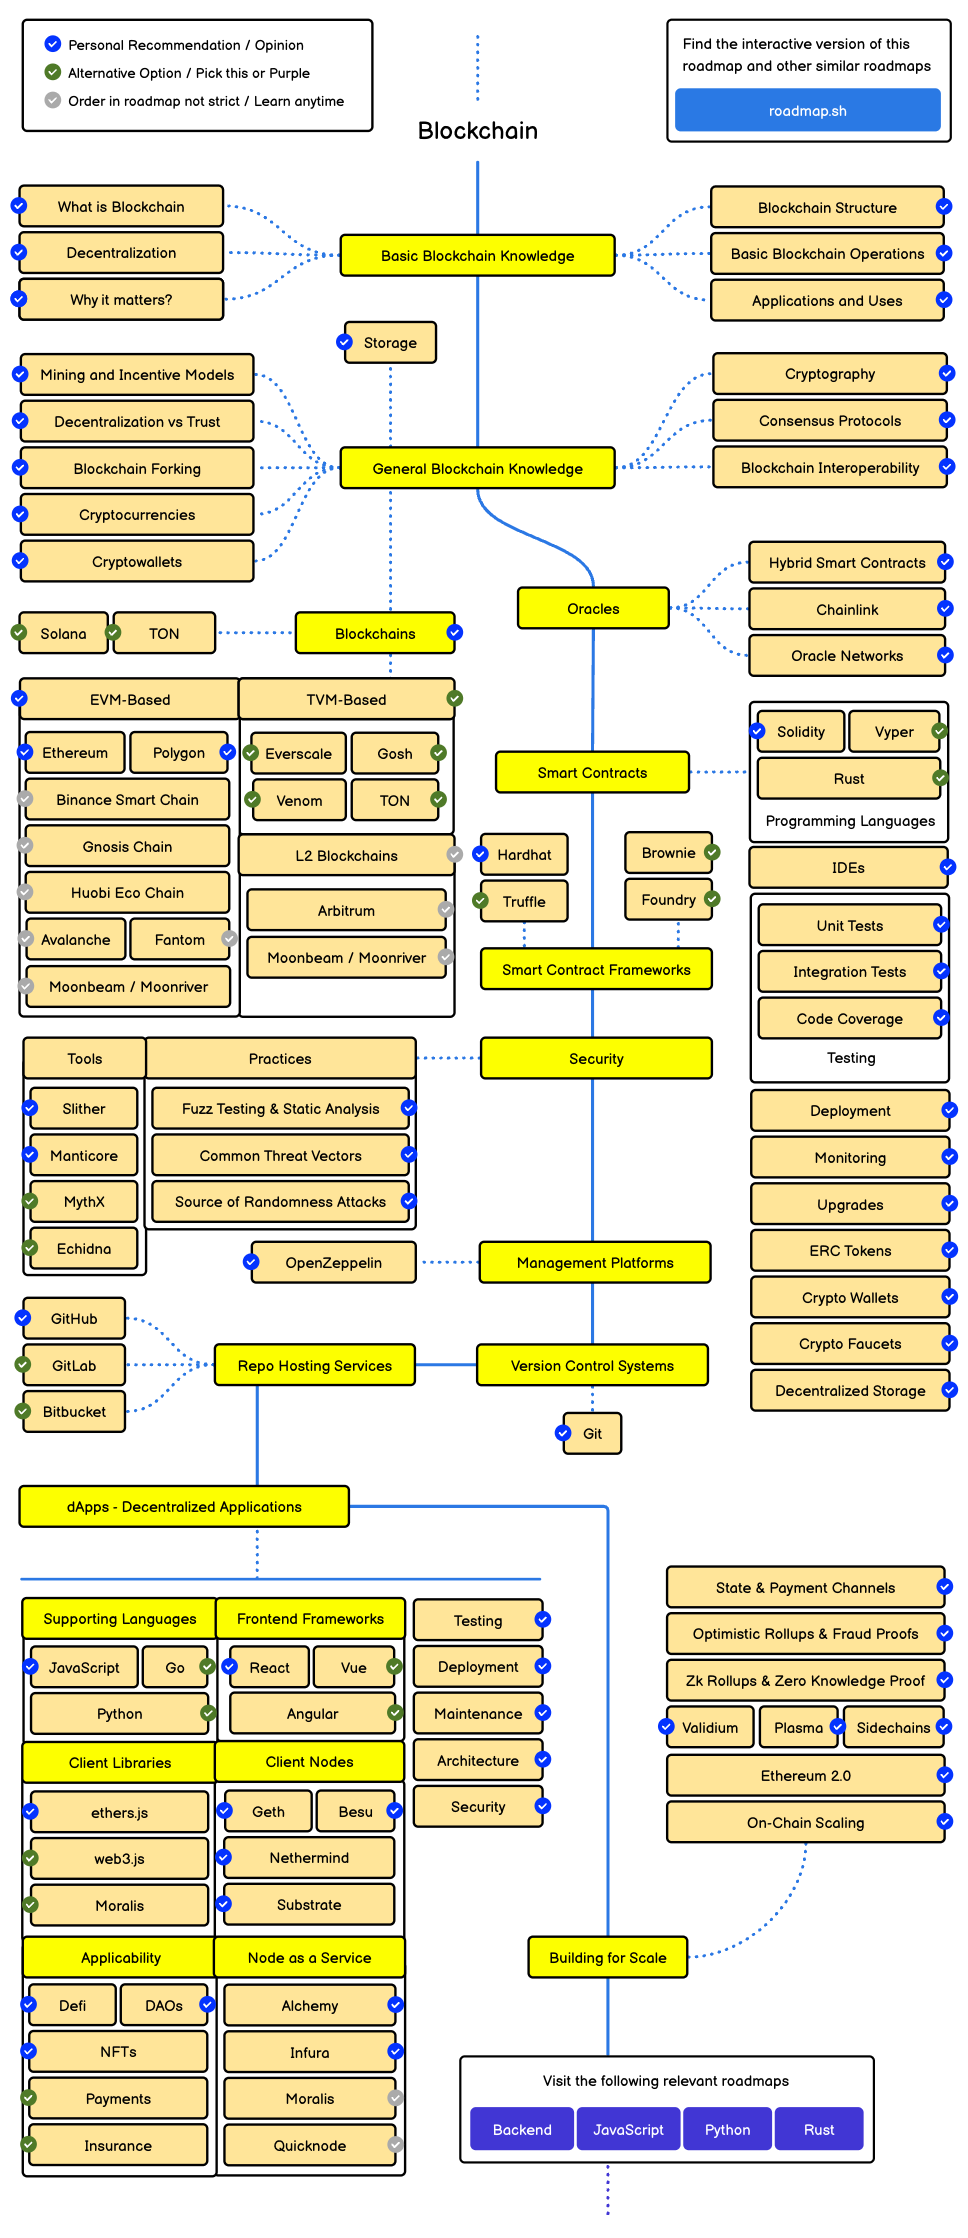 Personal Recommendation / Opinion
Alternative Option / Pick this or Purple
Order in roadmap not strict / Learn anytime
Find the interactive version of this
roadmap and other similar roadmaps
roadmap.sh
Blockchain
What is Blockchain
Decentralization
Why it matters?
Basic Blockchain Knowledge
Blockchain Structure
Basic Blockchain Operations
Applications and Uses
Storage
Mining and Incentive Models
Decentralization vs Trust
Blockchain Forking
Cryptocurrencies
Cryptowallets
General Blockchain Knowledge
Cryptography
Consensus Protocols
Blockchain Interoperability
Oracles
Hybrid Smart Contracts
Chainlink
Oracle Networks
Solana
TON
Blockchains
EVM-Based
TVM-Based
Ethereum
Polygon
Binance Smart Chain
Gnosis Chain
Huobi Eco Chain
Avalanche
Fantom
Moonbeam / Moonriver
Everscale
Gosh
Venom
TON
L2 Blockchains
Arbitrum
Moonbeam / Moonriver
Smart Contracts
Solidity
Vyper
Rust
Programming Languages
IDEs
Unit Tests
Integration Tests
Code Coverage
Testing
Deployment
Monitoring
Upgrades
ERC Tokens
Crypto Wallets
Crypto Faucets
Decentralized Storage
Hardhat
Truffle
Brownie
Foundry
Smart Contract Frameworks
Security
Tools
Practices
Slither
Manticore
MythX
Echidna
Fuzz Testing & Static Analysis
Common Threat Vectors
Source of Randomness Attacks
OpenZeppelin
Management Platforms
GitHub
GitLab
Bitbucket
Repo Hosting Services
Version Control Systems
Git
dApps - Decentralized Applications
Supporting Languages
Frontend Frameworks
JavaScript
Go
Python
React
Vue
Angular
Client Libraries
Client Nodes
ethers.js
web3.js
Moralis
Geth
Besu
Nethermind
Substrate
Applicability
Node as a Service
Defi
DAOs
NFTs
Payments
Insurance
Alchemy
Infura
Moralis
Quicknode
Testing
Deployment
Maintenance
Architecture
Security
State & Payment Channels
Optimistic Rollups & Fraud Proofs
Zk Rollups & Zero Knowledge Proof
Validium
Plasma
Sidechains
Ethereum 2.0
On-Chain Scaling
Building for Scale
Visit the following relevant roadmaps
Backend
JavaScript
Python
Rust